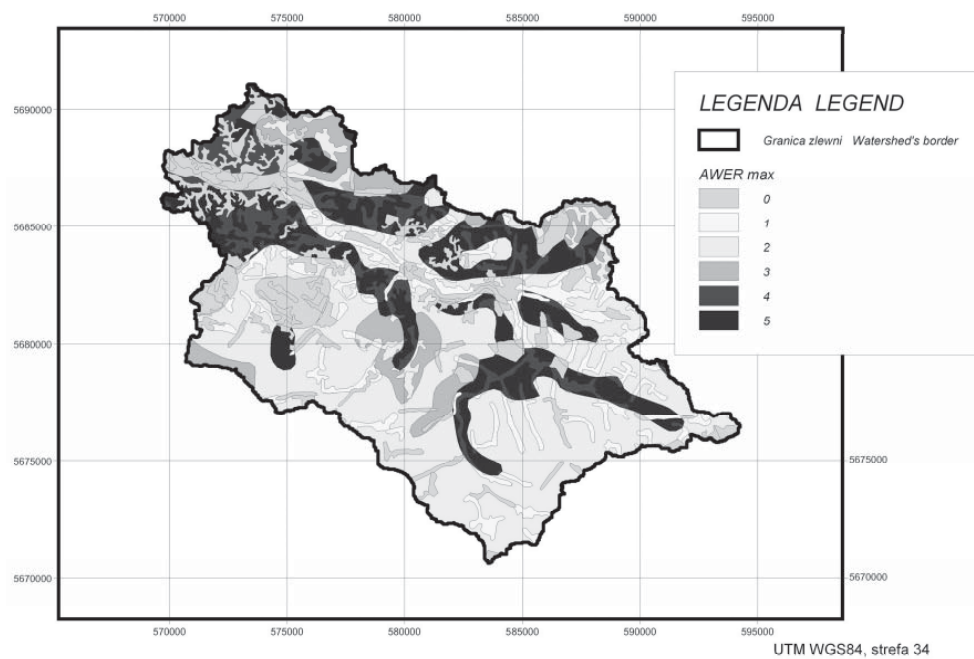 570000 575000 580000 585000 590000 595000
5690000
LEGENDA LEGEND
Granica zlewni Watershed's border
AWER max
0
1
5685000
2
3
4
5
5680000
5675000 5675000
5670000 5670000
570000 575000 580000 585000 590000 595000
UTM WGS84, strefa 34